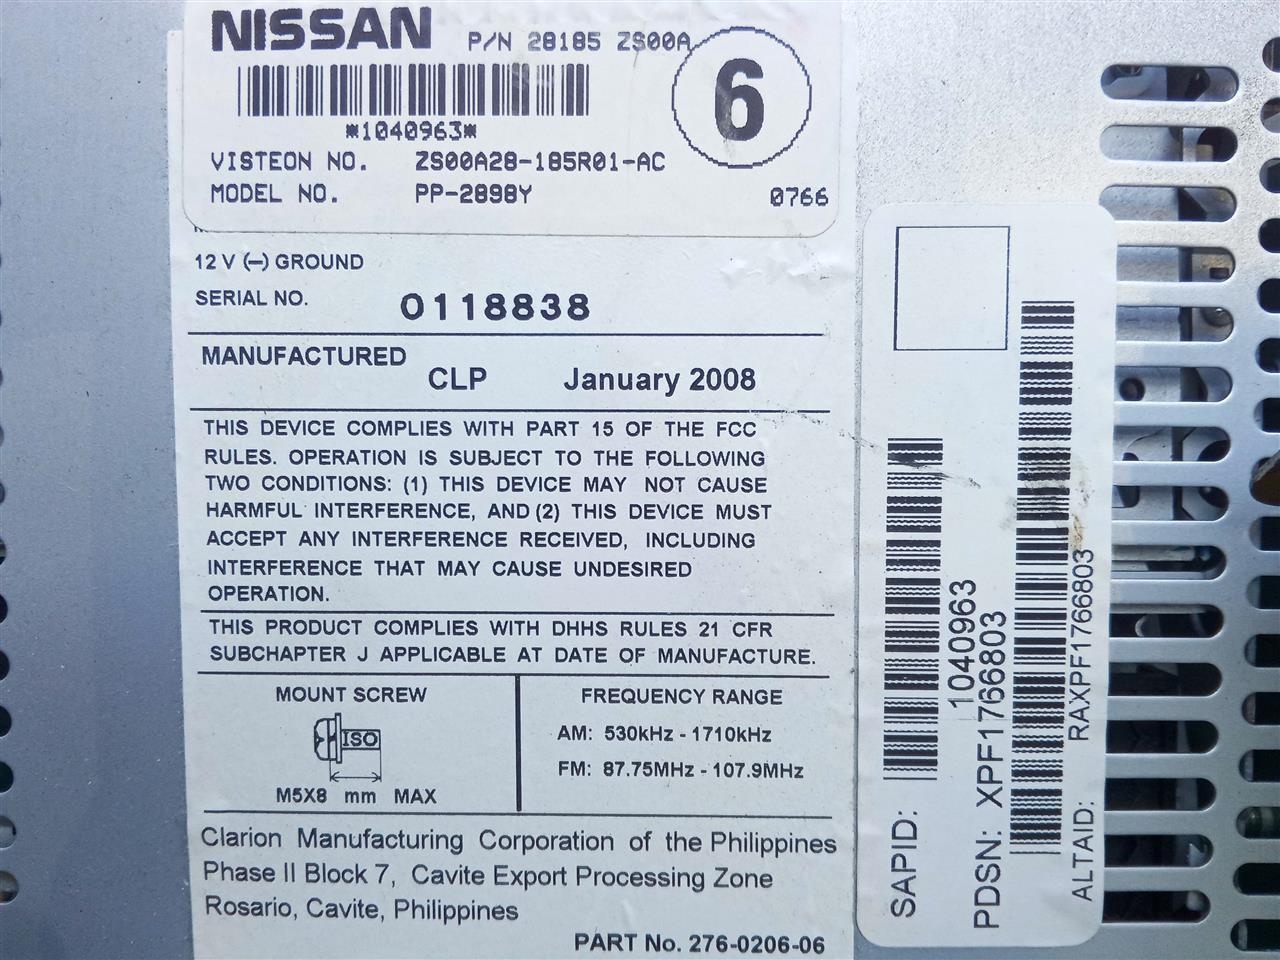 NISSAN P/N 28185 ZS00A
6
*1040963*
VISTEON NO. ZS00A28-185R01-AC
MODEL NO. PP-2898Y 0766
12 V (–) GROUND
SERIAL NO. 0118838
MANUFACTURED
CLP January 2008
THIS DEVICE COMPLIES WITH PART 15 OF THE FCC
RULES. OPERATION IS SUBJECT TO THE FOLLOWING
TWO CONDITIONS: (1) THIS DEVICE MAY NOT CAUSE
HARMFUL INTERFERENCE, AND (2) THIS DEVICE MUST
ACCEPT ANY INTERFERENCE RECEIVED, INCLUDING
INTERFERENCE THAT MAY CAUSE UNDESIRED
OPERATION.
THIS PRODUCT COMPLIES WITH DHHS RULES 21 CFR
SUBCHAPTER J APPLICABLE AT DATE OF MANUFACTURE.
MOUNT SCREW
ISO
M5X8 mm MAX
FREQUENCY RANGE
AM: 530kHz - 1710kHz
FM: 87.75MHz - 107.9MHz
Clarion Manufacturing Corporation of the Philippines
Phase II Block 7, Cavite Export Processing Zone
Rosario, Cavite, Philippines
PART No. 276-0206-06
SAPID: 1040963
PDSN: XPF1766803
ALTAID: RAXPF1766803